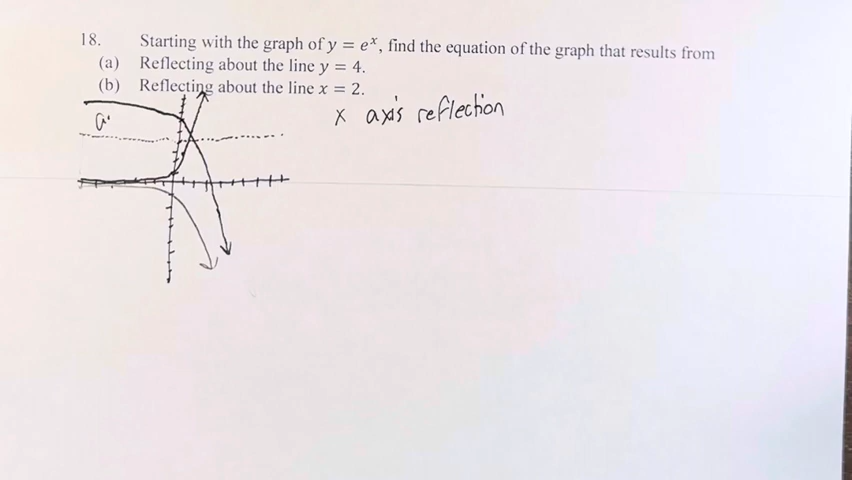 18. Starting with the graph of y = eˣ, find the equation of the graph that results from
(a) Reflecting about the line y = 4.
(b) Reflecting about the line x = 2.
a.
x axis reflection